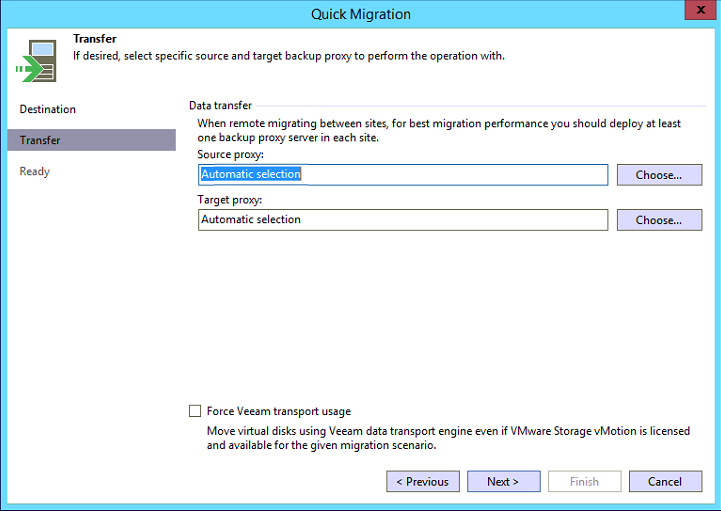 Quick Migration
x
Transfer
If desired, select specific source and target backup proxy to perform the operation with.
Destination
Transfer
Ready
Data transfer
When remote migrating between sites, for best migration performance you should deploy at least
one backup proxy server in each site.
Source proxy:
Automatic selection
Choose...
Target proxy:
Automatic selection
Choose...
Force Veeam transport usage
Move virtual disks using Veeam data transport engine even if VMware Storage vMotion is licensed
and available for the given migration scenario.
< Previous
Next >
Finish
Cancel